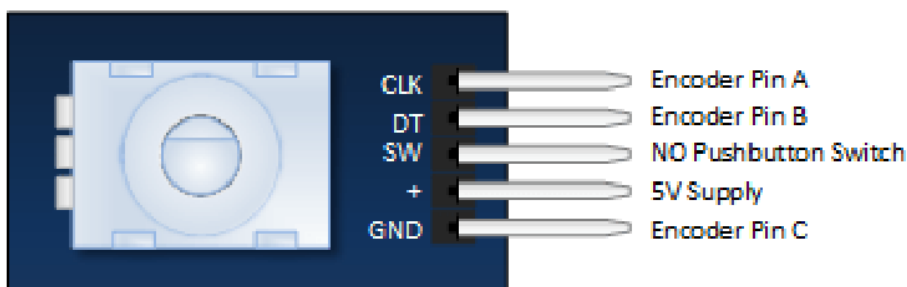 CLK Encoder Pin A
DT Encoder Pin B
SW NO Pushbutton Switch
+ 5V Supply
GND Encoder Pin C